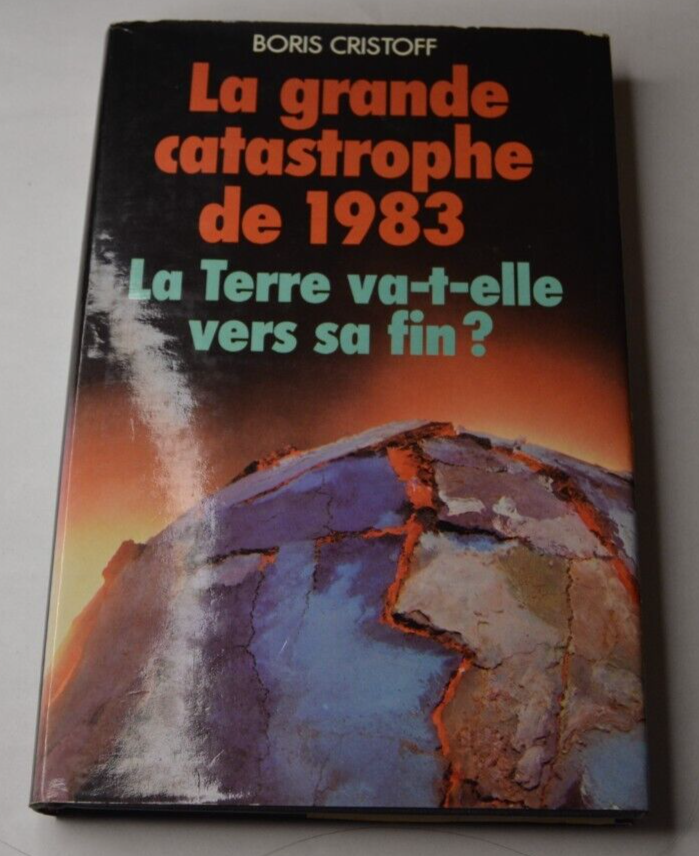 BORIS CRISTOFF
La grande
catastrophe
de 1983
La Terre va-t-elle
vers sa fin ?